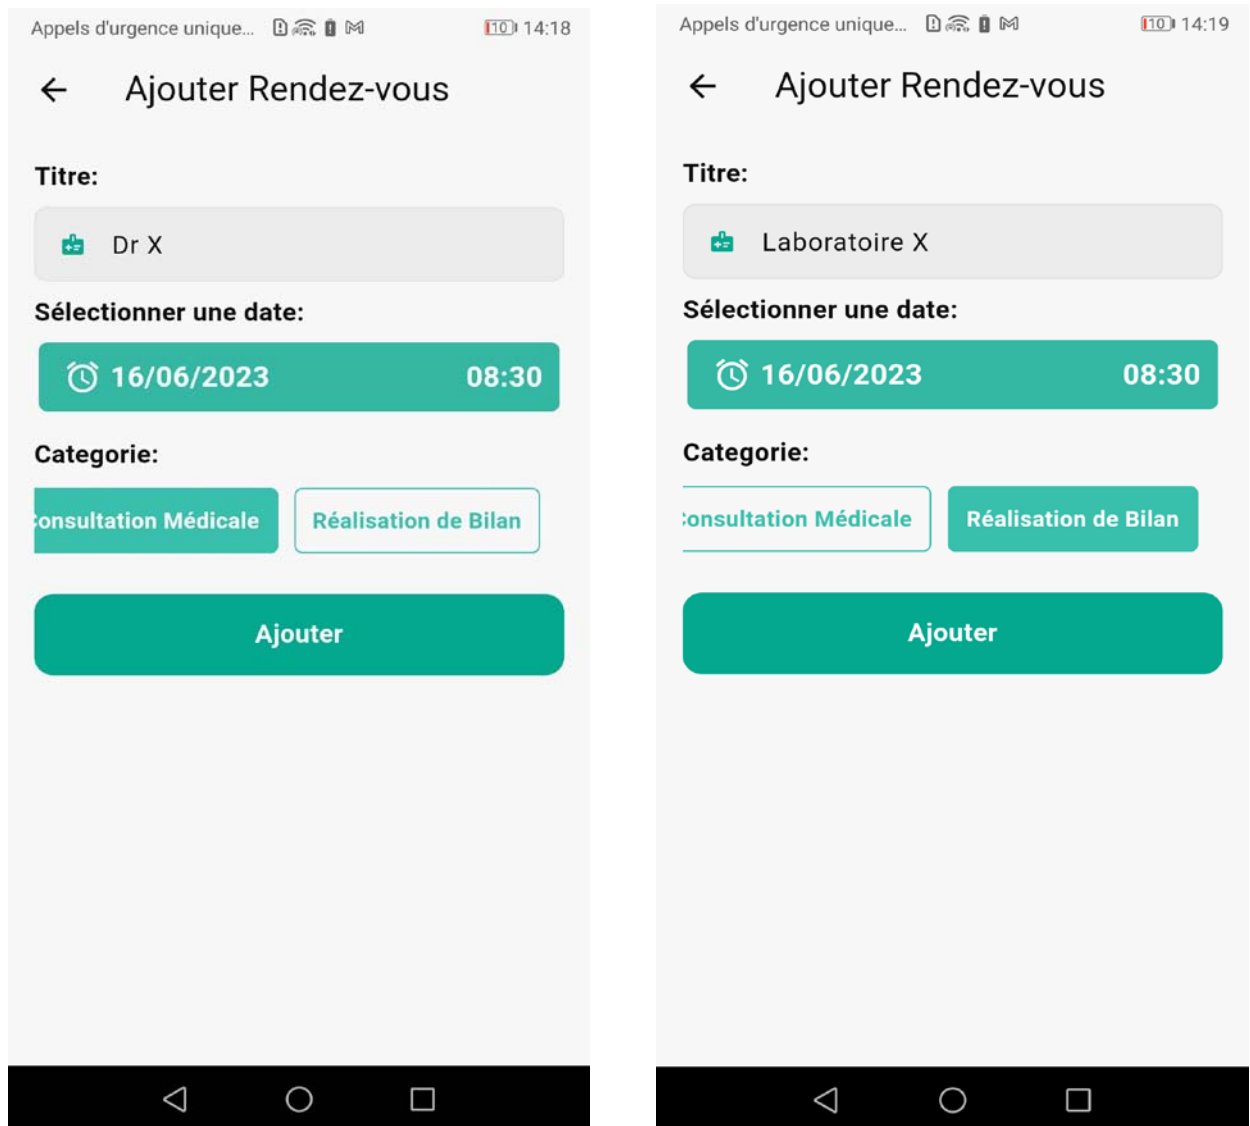 Appels d'urgence unique... 10 14:18
Ajouter Rendez-vous
Titre:
Dr X
Sélectionner une date:
16/06/2023 08:30
Categorie:
onsultation Médicale Réalisation de Bilan
Ajouter
Appels d'urgence unique... 10 14:19
Ajouter Rendez-vous
Titre:
Laboratoire X
Sélectionner une date:
16/06/2023 08:30
Categorie:
onsultation Médicale Réalisation de Bilan
Ajouter